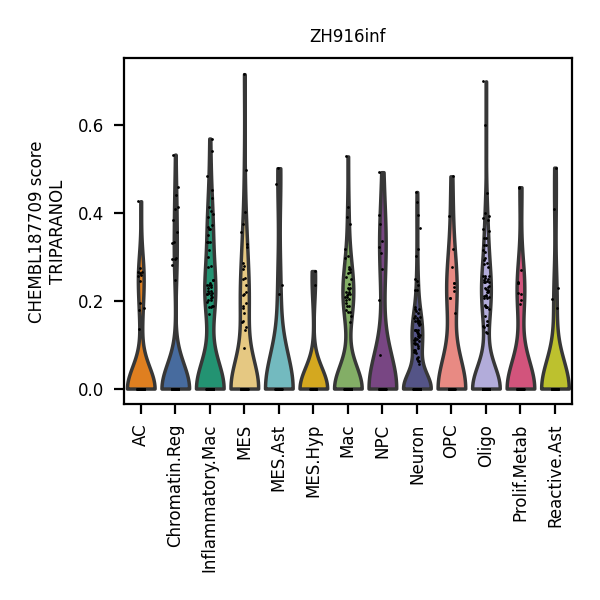 ZH916inf
CHEMBL187709 score
TRIPARANOL
0.6
0.4
0.2
0.0
AC
Chromatin.Reg
Inflammatory.Mac
MES
MES.Ast
MES.Hyp
Mac
NPC
Neuron
OPC
Oligo
Prolif.Metab
Reactive.Ast